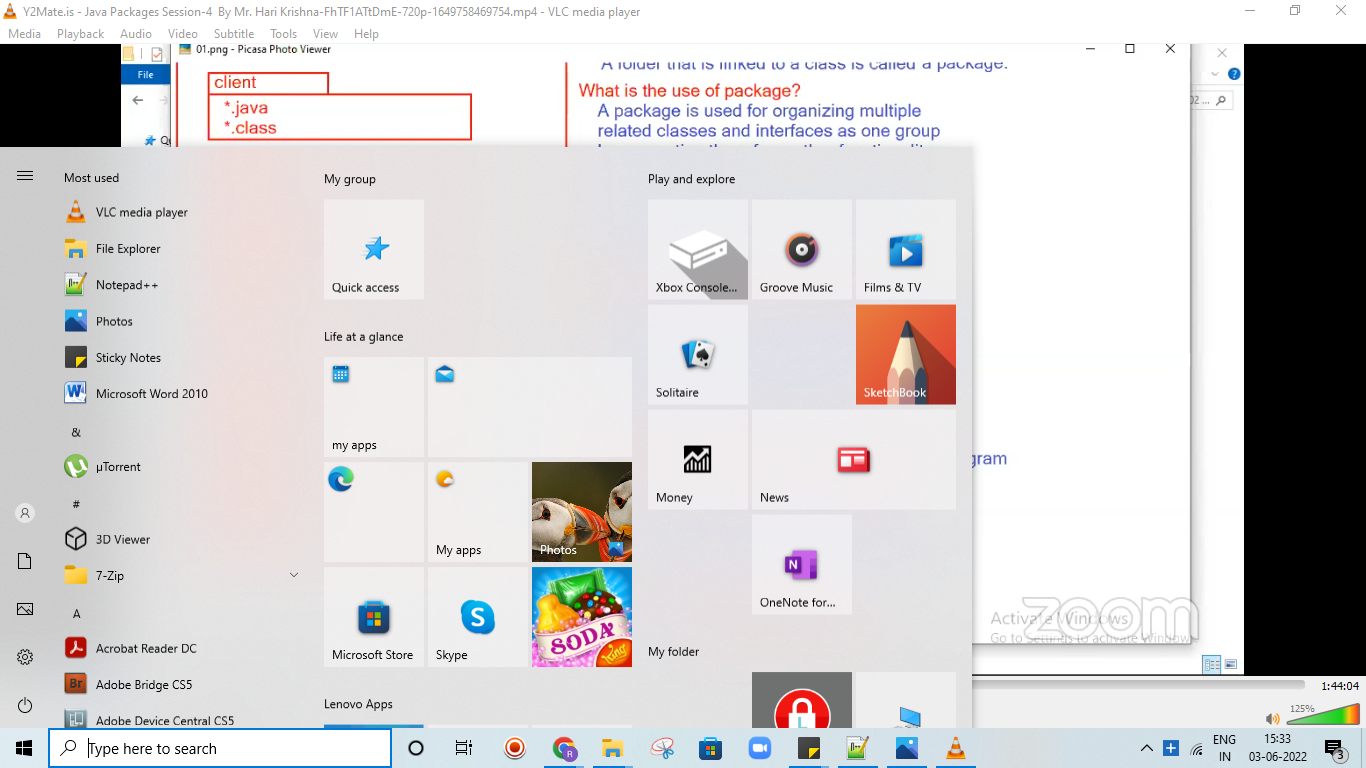 Y2Mate.is - Java Packages Session-4 By Mr. Hari Krishna-FhTF1ATtDmE-720p-1649758469754.mp4 - VLC media player
Media Playback Audio Video Subtitle Tools View Help
01.png - Picasa Photo Viewer
File
A folder that is linked to a class is called a package.
client
*.java
*.class
What is the use of package?
A package is used for organizing multiple
related classes and interfaces as one group
gram
Most used
VLC media player
File Explorer
Notepad++
Photos
Sticky Notes
Microsoft Word 2010
&
µTorrent
#
3D Viewer
7-Zip
A
Acrobat Reader DC
Adobe Bridge CS5
Adobe Device Central CS5
My group
Quick access
Life at a glance
my apps
My apps
Photos
Microsoft Store
Skype
SODA
King
Lenovo Apps
Play and explore
Xbox Console...
Groove Music
Films & TV
Solitaire
SketchBook
Money
News
OneNote for...
My folder
zoom
Activate Windows
Go to Settings to activate Windows
1:44:04
125%
Type here to search
ENG
IN
15:33
03-06-2022
3